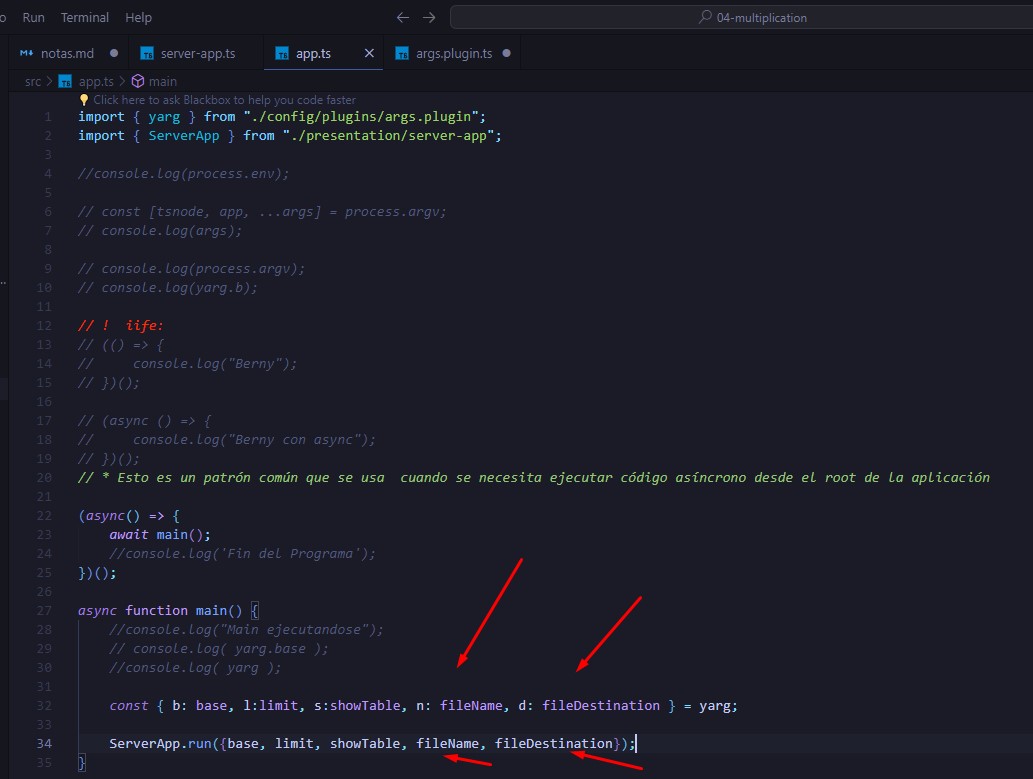 Run Terminal Help
04-multiplication
notas.md
server-app.ts
app.ts
args.plugin.ts
src > app.ts > main
Click here to ask Blackbox to help you code faster
1 import { yarg } from "./config/plugins/args.plugin";
2 import { ServerApp } from "./presentation/server-app";
3
4 //console.log(process.env);
5
6 // const [tsnode, app, ...args] = process.argv;
7 // console.log(args);
8
9 // console.log(process.argv);
10 // console.log(yarg.b);
11
12 // ! iife:
13 // (() => {
14 //     console.log("Berny");
15 // })();
16
17 // (async () => {
18 //     console.log("Berny con async");
19 // })();
20 // * Esto es un patrón común que se usa  cuando se necesita ejecutar código asíncrono desde el root de la aplicación
21
22 (async() => {
23     await main();
24     //console.log('Fin del Programa');
25 })();
26
27 async function main() {
28     //console.log("Main ejecutandose");
29     // console.log( yarg.base );
30     //console.log( yarg );
31
32     const { b: base, l:limit, s:showTable, n: fileName, d: fileDestination } = yarg;
33
34     ServerApp.run({base, limit, showTable, fileName, fileDestination});
35 }